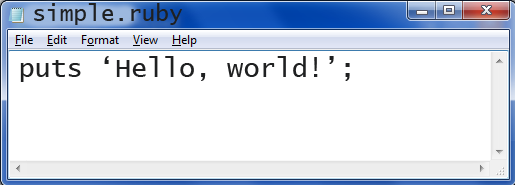 simple.ruby
File Edit Format View Help
puts ‘Hello, world!’;